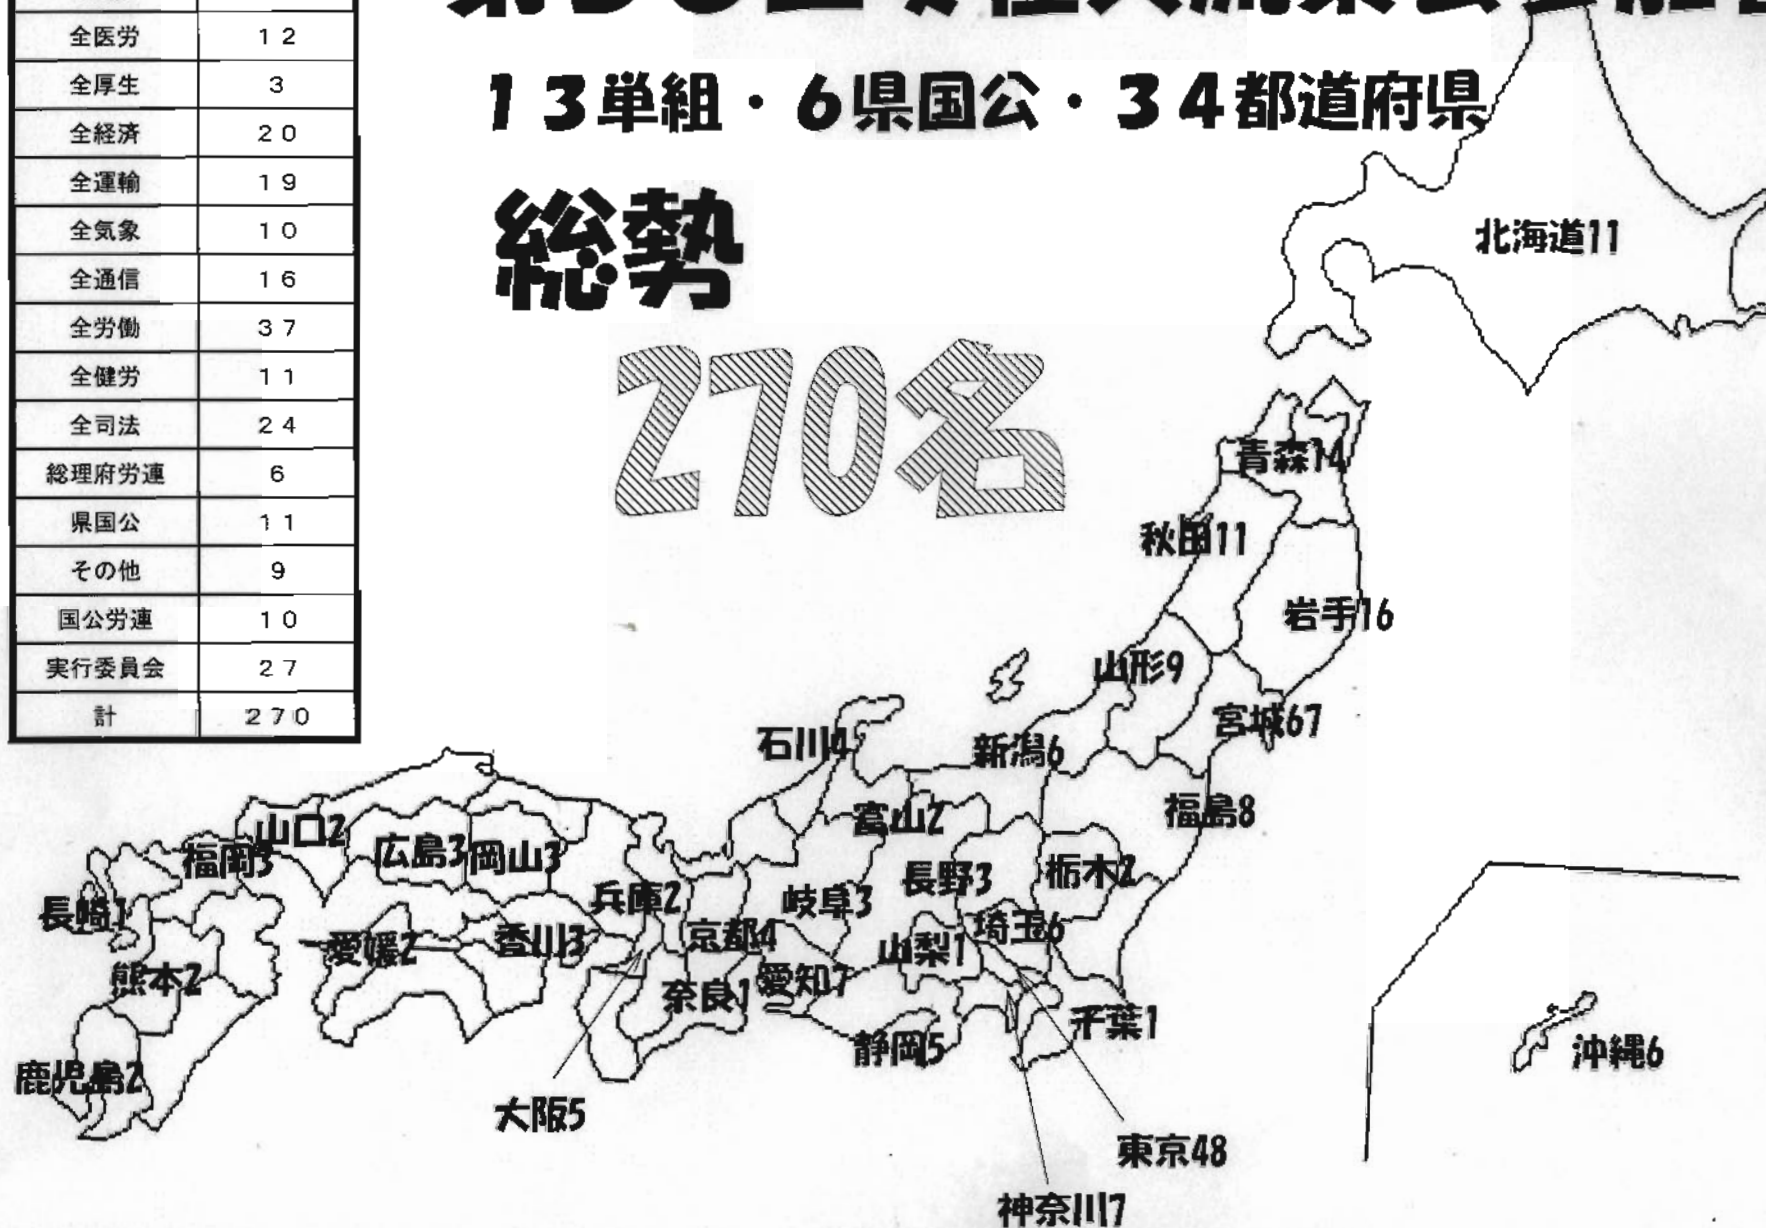 全医労 12
全厚生 3
全経済 20
全運輸 19
全気象 10
全通信 16
全労働 37
全健労 11
全司法 24
総理府労連 6
県国公 11
その他 9
国公労連 10
実行委員会 27
計 270
13単組・6県国公・34都道府県
総勢
270名
北海道11
青森14
秋田11
岩手16
山形9
宮城67
石川4
新潟6
富山2
福島8
山口2
福岡3
広島3
岡山3
長野3
栃木2
兵庫2
岐阜3
長崎1
愛媛2
香川3
京都4
埼玉6
山梨1
熊本2
奈良1
愛知7
静岡5
千葉1
沖縄6
鹿児島2
大阪5
東京48
神奈川7